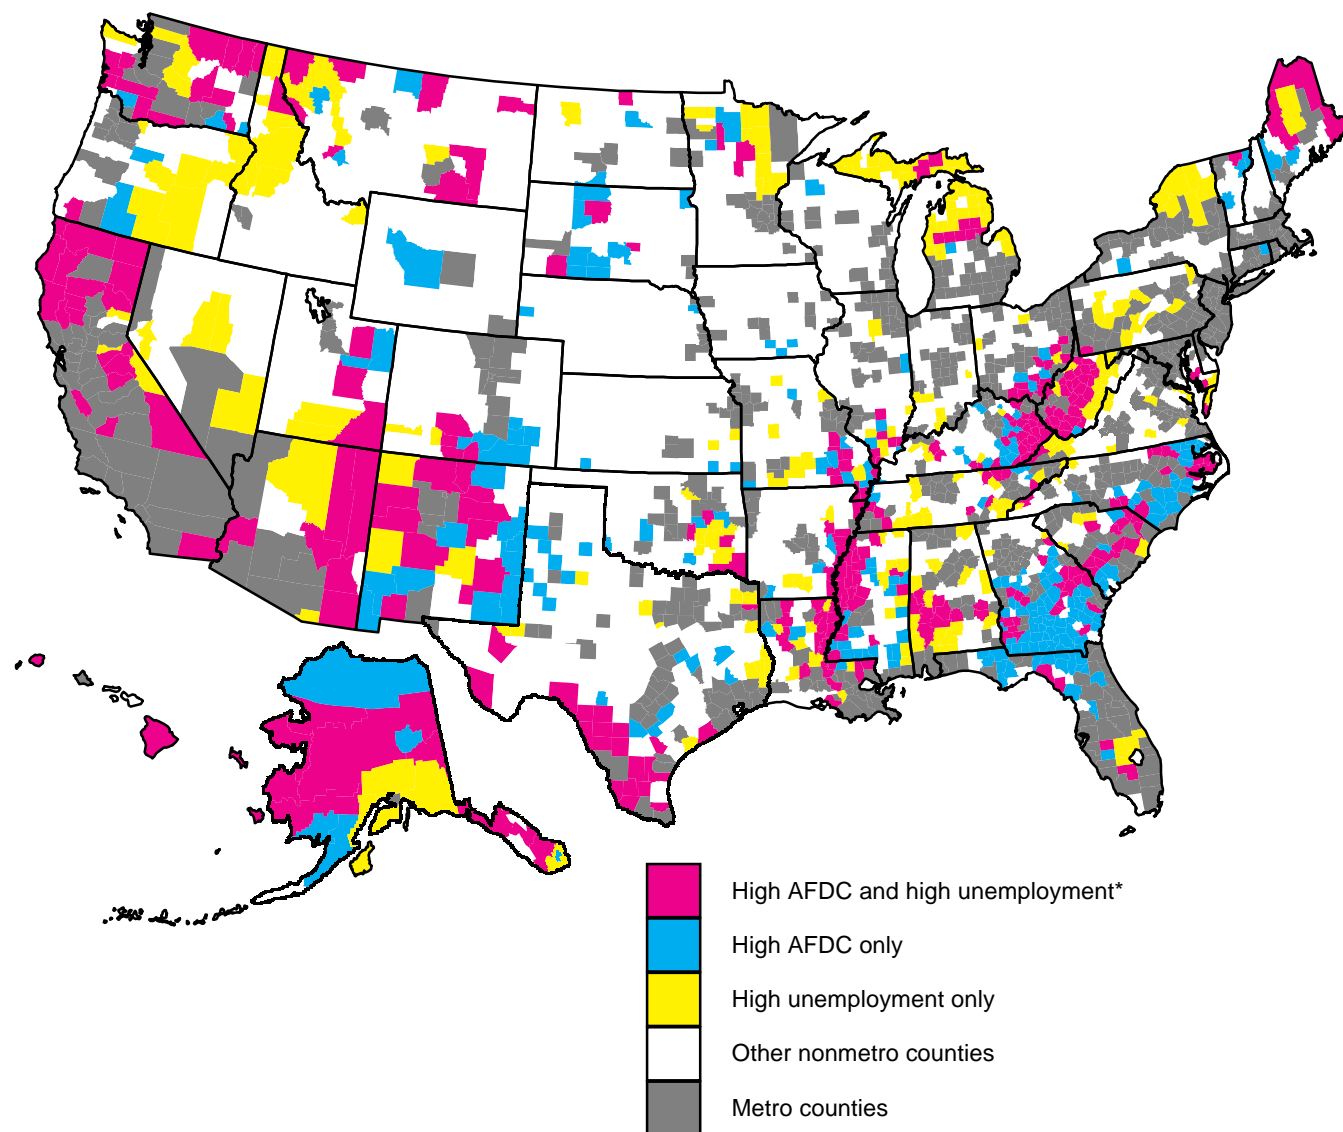 High AFDC and high unemployment*
High AFDC only
High unemployment only
Other nonmetro counties
Metro counties